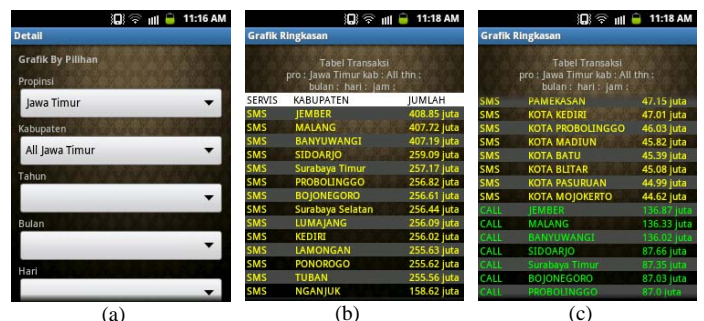 11:16 AM
Detail
Grafik By Pilihan
Propinsi
Jawa Timur
Kabupaten
All Jawa Timur
Tahun
Bulan
Hari
(a)
11:18 AM
Grafik Ringkasan
Tabel Transaksi
pro : Jawa Timur kab : All thn :
bulan : hari : jam :
SERVIS KABUPATEN JUMLAH
SMS JEMBER 408.85 juta
SMS MALANG 407.72 juta
SMS BANYUWANGI 407.19 juta
SMS SIDOARJO 259.09 juta
SMS Surabaya Timur 257.17 juta
SMS PROBOLINGGO 256.82 juta
SMS BOJONEGORO 256.61 juta
SMS Surabaya Selatan 256.44 juta
SMS LUMAJANG 256.09 juta
SMS KEDIRI 256.02 juta
SMS LAMONGAN 255.63 juta
SMS PONOROGO 255.62 juta
SMS TUBAN 255.56 juta
SMS NGANJUK 158.62 juta
(b)
11:18 AM
Grafik Ringkasan
Tabel Transaksi
pro : Jawa Timur kab : All thn :
bulan : hari : jam :
SMS PAMEKASAN 47.15 juta
SMS KOTA KEDIRI 47.01 juta
SMS KOTA PROBOLINGGO 46.03 juta
SMS KOTA MADIUN 45.82 juta
SMS KOTA BATU 45.39 juta
SMS KOTA BLITAR 45.08 juta
SMS KOTA PASURUAN 44.99 juta
SMS KOTA MOJOKERTO 44.62 juta
CALL JEMBER 136.87 juta
CALL MALANG 136.33 juta
CALL BANYUWANGI 136.02 juta
CALL SIDOARJO 87.66 juta
CALL Surabaya Timur 87.35 juta
CALL BOJONEGORO 87.03 juta
CALL PROBOLINGGO 87.0 juta
(c)